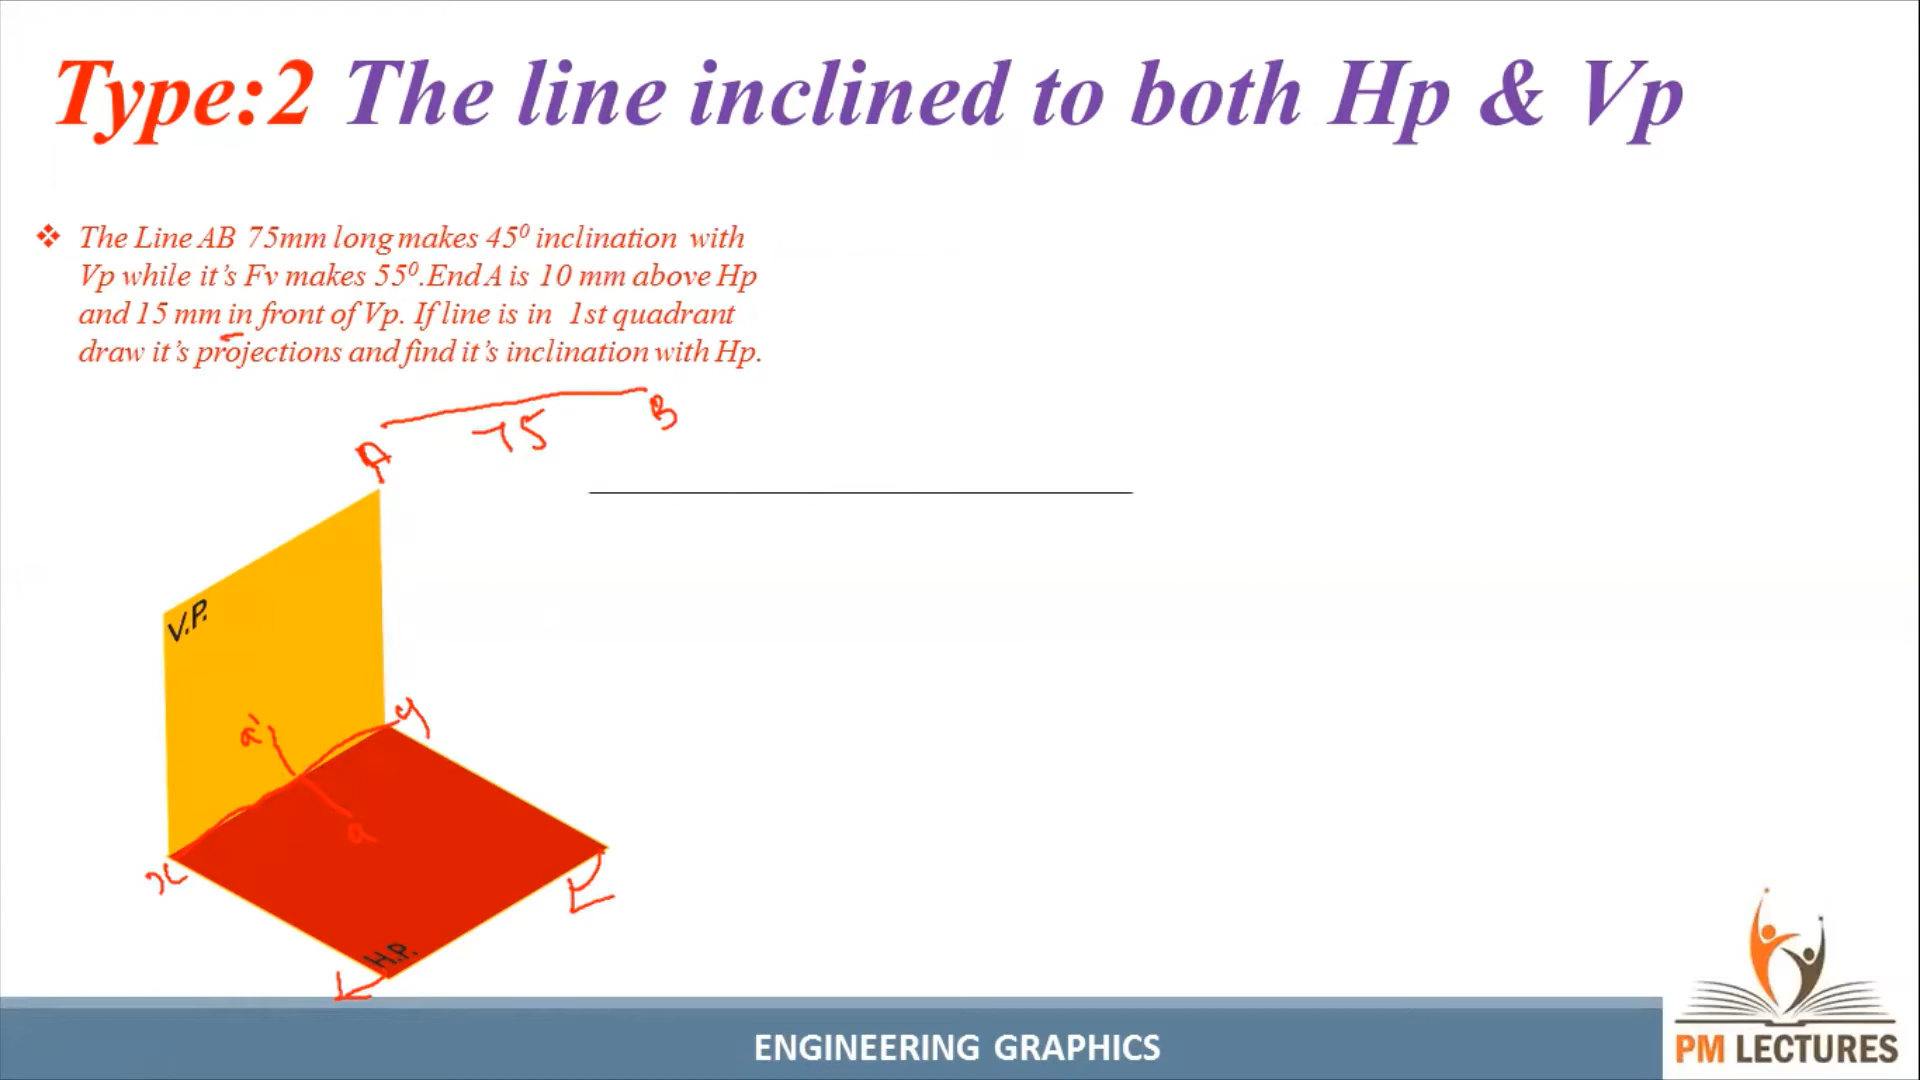 Type:2 The line inclined to both Hp & Vp
❖ The Line AB 75mm long makes 45⁰ inclination with
Vp while it's Fv makes 55⁰.End A is 10 mm above Hp
and 15 mm in front of Vp. If line is in 1st quadrant
draw it's projections and find it's inclination with Hp.
A 75 B
V.P.
a' y
a
x
H.P.
ENGINEERING GRAPHICS
PM LECTURES